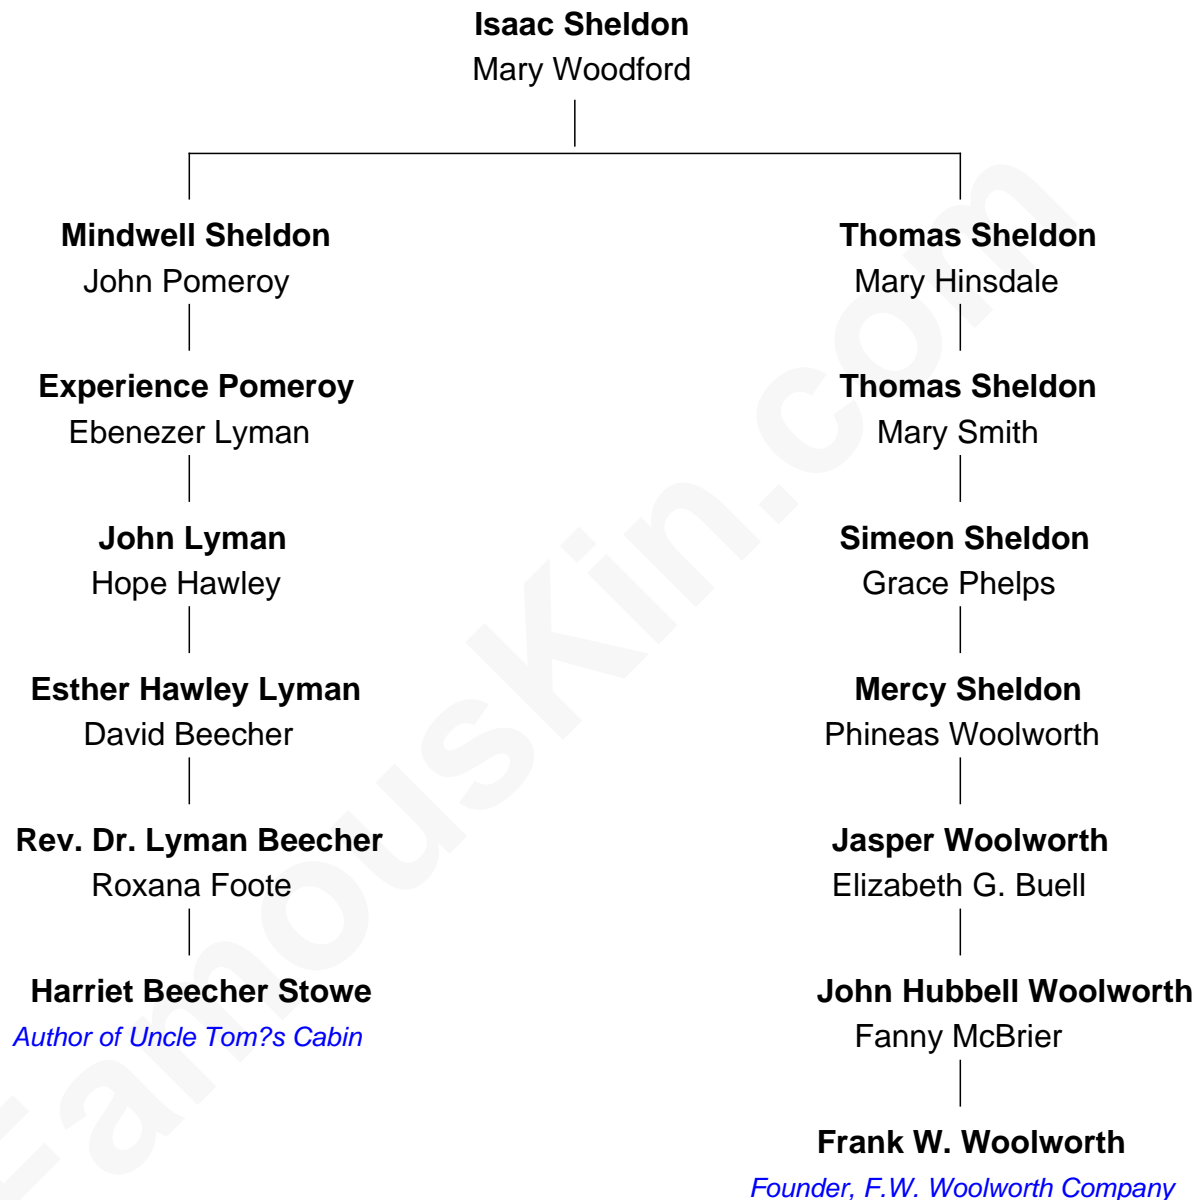 Isaac Sheldon
Mary Woodford
Mindwell Sheldon
John Pomeroy
Thomas Sheldon
Mary Hinsdale
Experience Pomeroy
Ebenezer Lyman
Thomas Sheldon
Mary Smith
John Lyman
Hope Hawley
Simeon Sheldon
Grace Phelps
Esther Hawley Lyman
David Beecher
Mercy Sheldon
Phineas Woolworth
Rev. Dr. Lyman Beecher
Roxana Foote
Jasper Woolworth
Elizabeth G. Buell
Harriet Beecher Stowe
Author of Uncle Tom?s Cabin
John Hubbell Woolworth
Fanny McBrier
Frank W. Woolworth
Founder, F.W. Woolworth Company
FamousKin.com